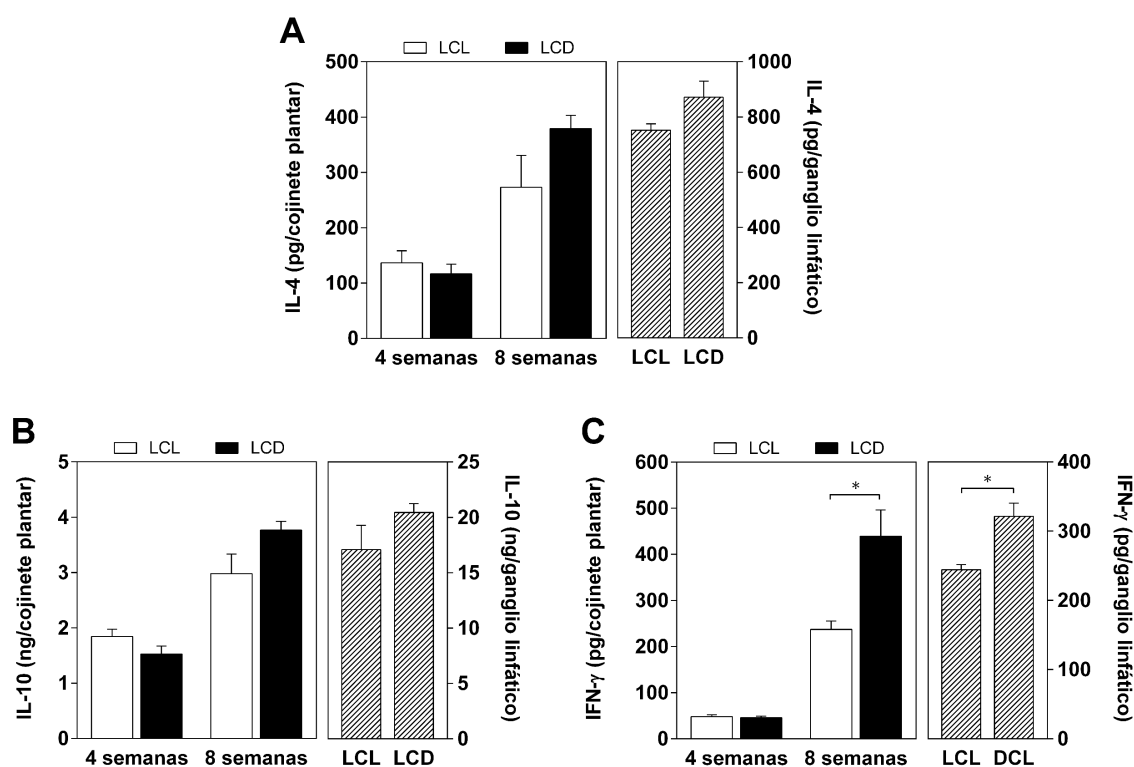 A
LCL LCD
IL-4 (pg/cojinete plantar)
500
400
300
200
100
0
4 semanas 8 semanas
1000
800
600
400
200
0
LCL LCD
IL-4 (pg/ganglio linfático)
B
LCL LCD
IL-10 (ng/cojinete plantar)
5
4
3
2
1
0
4 semanas 8 semanas
25
20
15
10
5
0
LCL LCD
IL-10 (ng/ganglio linfático)
C
LCL LCD
IFN-γ (pg/cojinete plantar)
600
500
400
300
200
100
0
*
4 semanas 8 semanas
*
400
300
200
100
0
LCL DCL
IFN-γ (pg/ganglio linfático)